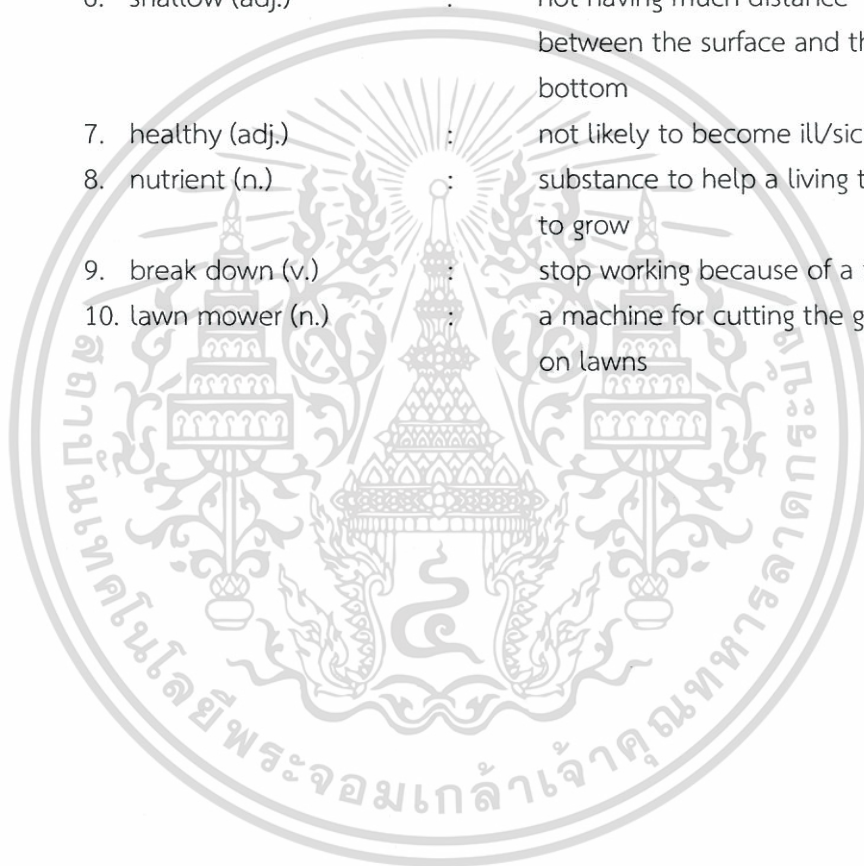 6. shallow (adj.) : not having much distance
between the surface and th
bottom
7. healthy (adj.) : not likely to become ill/sic
8. nutrient (n.) : substance to help a living t
to grow
9. break down (v.) : stop working because of a
10. lawn mower (n.) : a machine for cutting the g
on lawns
สถาบันเทคโนโลยีพระจอมเกล้าเจ้าคุณทหารลาดกระบัง
๔